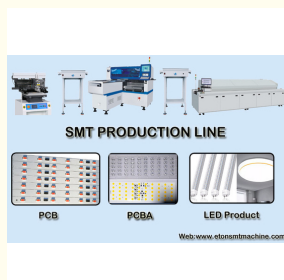 SMT PRODUCTION LINE
PCB
PCBA
LED Product
Web:www.etonsmtmachine.com